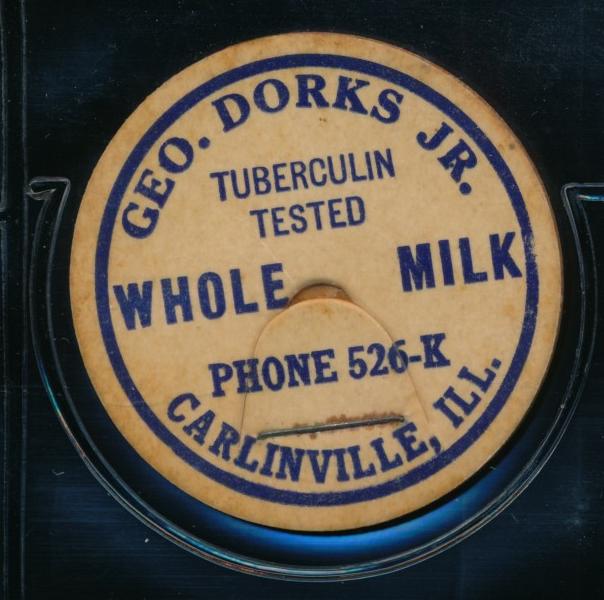 GEO. DORKS JR.
TUBERCULIN
TESTED
WHOLE MILK
PHONE 526-K
CARLINVILLE, ILL.